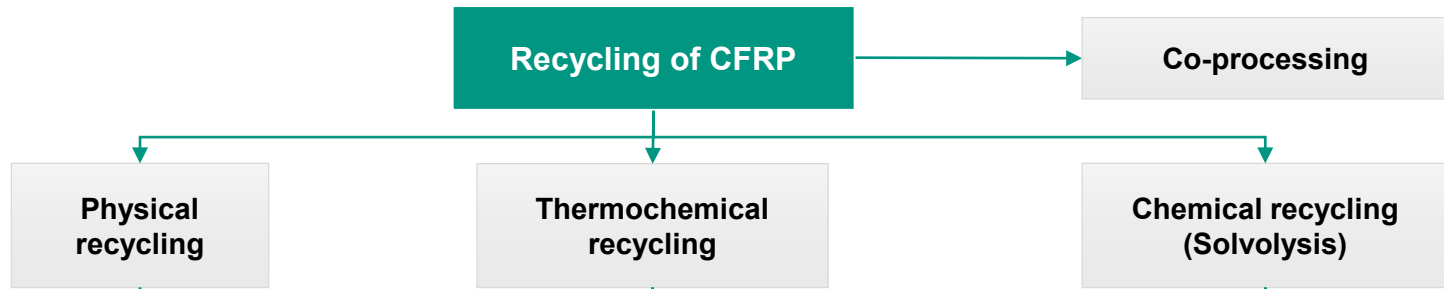 Recycling of CFRP
Co-processing
Physical
recycling
Thermochemical
recycling
Chemical recycling
(Solvolysis)